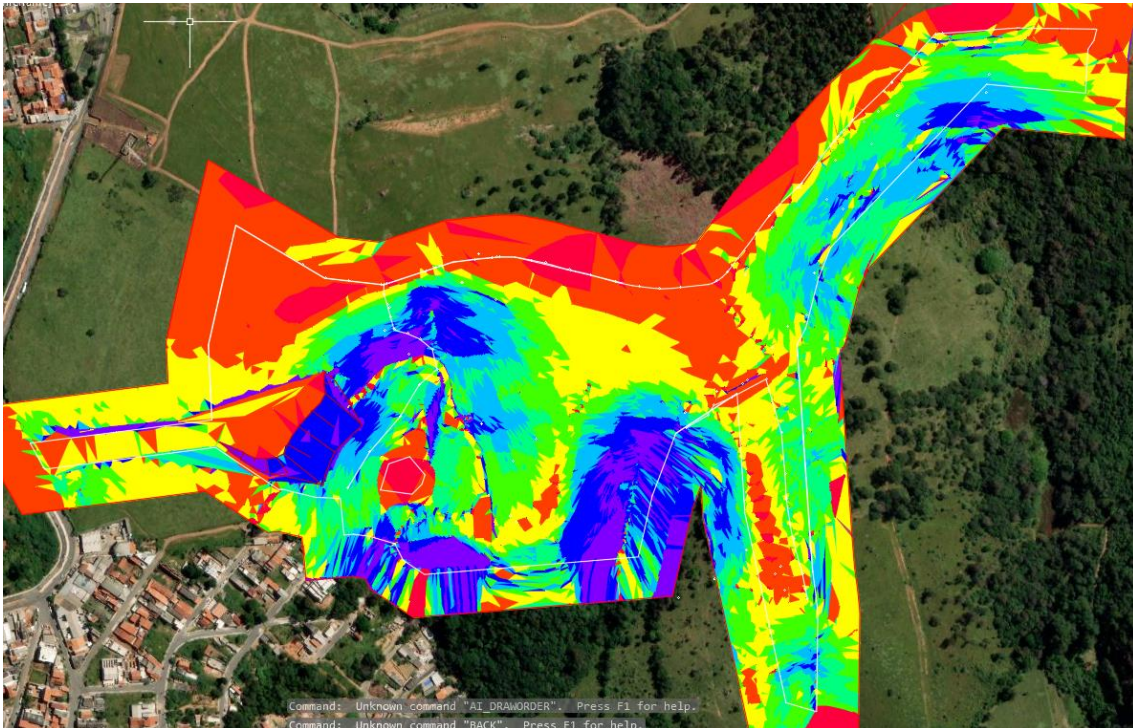 Command: Unknown command "AI_DRAWORDER". Press F1 for help.
Command: Unknown command "BACK". Press F1 for help.